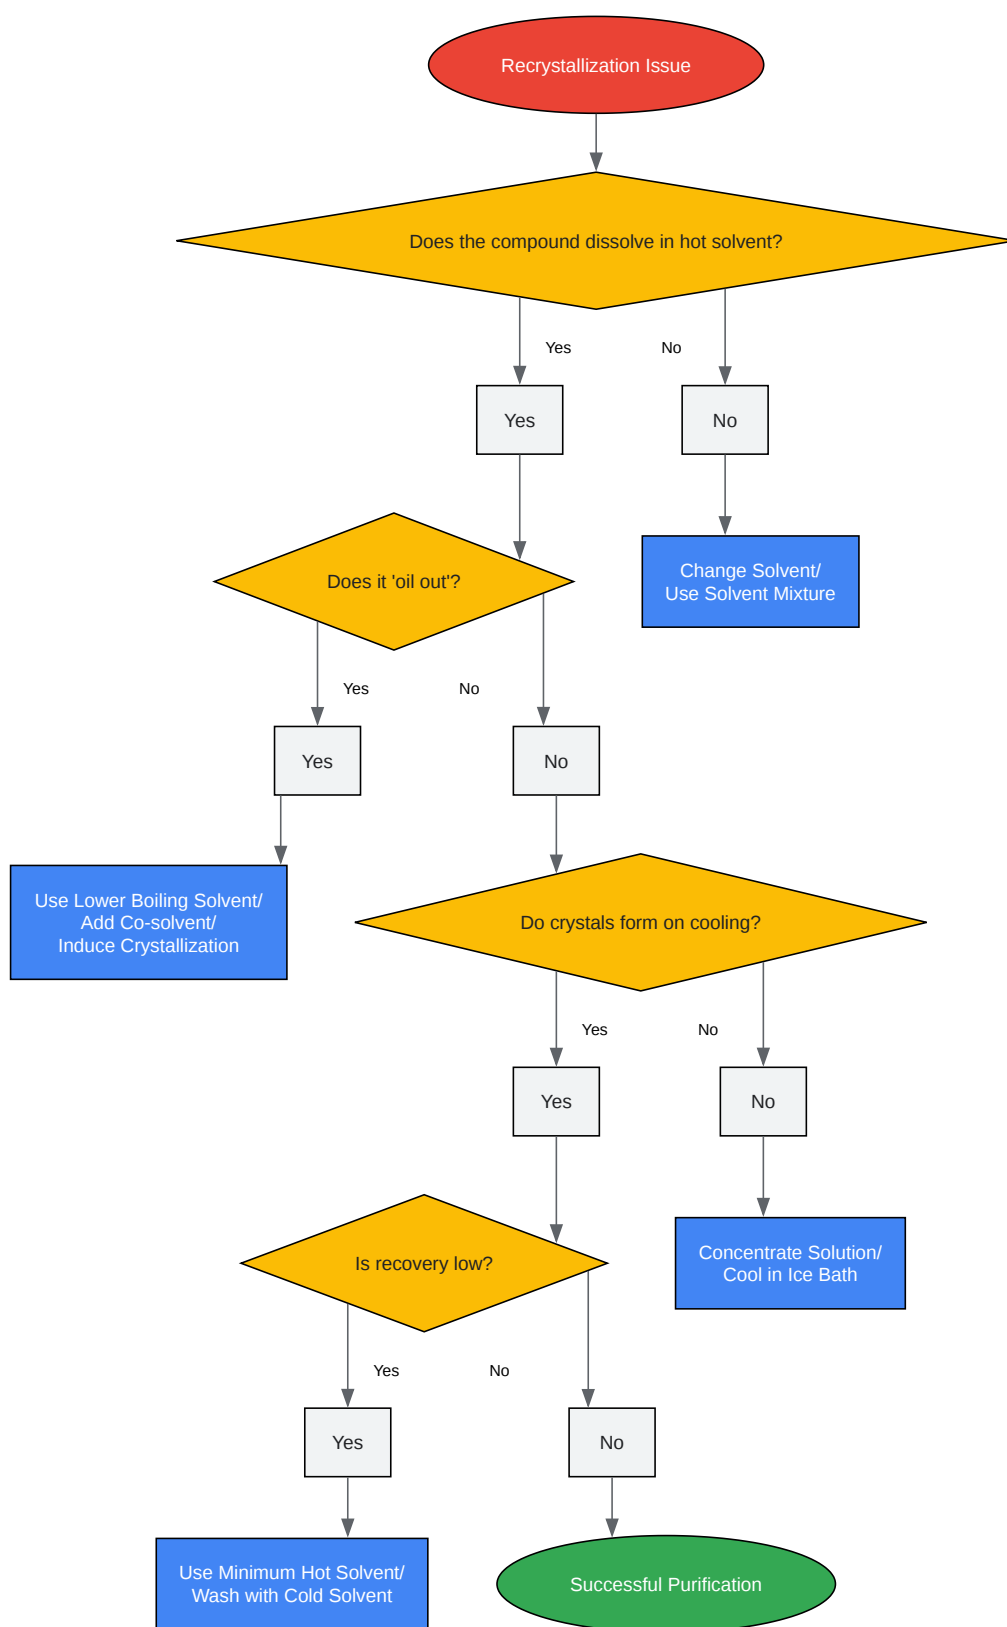 Recrystallization Issue
Does the compound dissolve in hot solvent?
Yes
No
Yes
No
Change Solvent/
Use Solvent Mixture
Does it 'oil out'?
Yes
No
Yes
No
Use Lower Boiling Solvent/
Add Co-solvent/
Induce Crystallization
Do crystals form on cooling?
Yes
No
Yes
No
Concentrate Solution/
Cool in Ice Bath
Is recovery low?
Yes
No
Yes
No
Use Minimum Hot Solvent/
Wash with Cold Solvent
Successful Purification